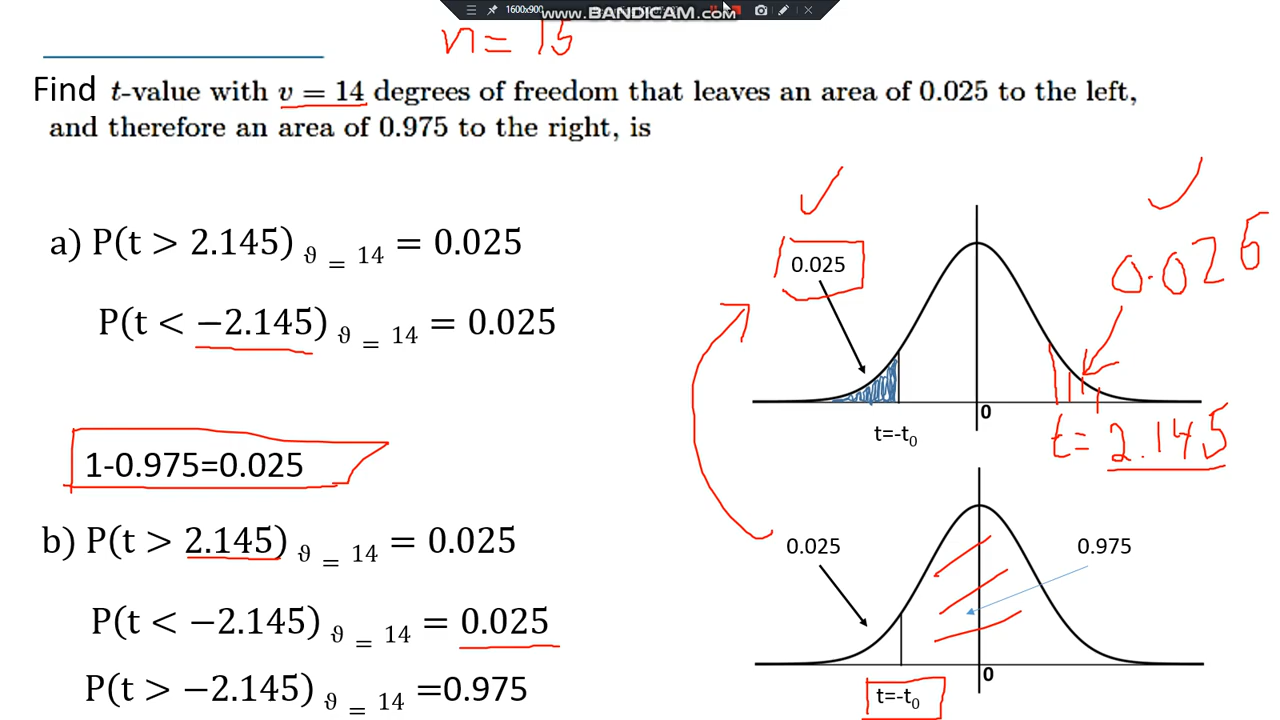 1600x900
www.BANDICAM.com
n = 15
Find t-value with v = 14 degrees of freedom that leaves an area of 0.025 to the left,
and therefore an area of 0.975 to the right, is
a) P(t > 2.145) ϑ = 14 = 0.025
P(t < −2.145) ϑ = 14 = 0.025
1-0.975=0.025
b) P(t > 2.145) ϑ = 14 = 0.025
P(t < −2.145) ϑ = 14 = 0.025
P(t > −2.145) ϑ = 14 =0.975
0.025
0.025
0
t=-t₀
t= 2.145
0.025
0.975
0
t=-t₀